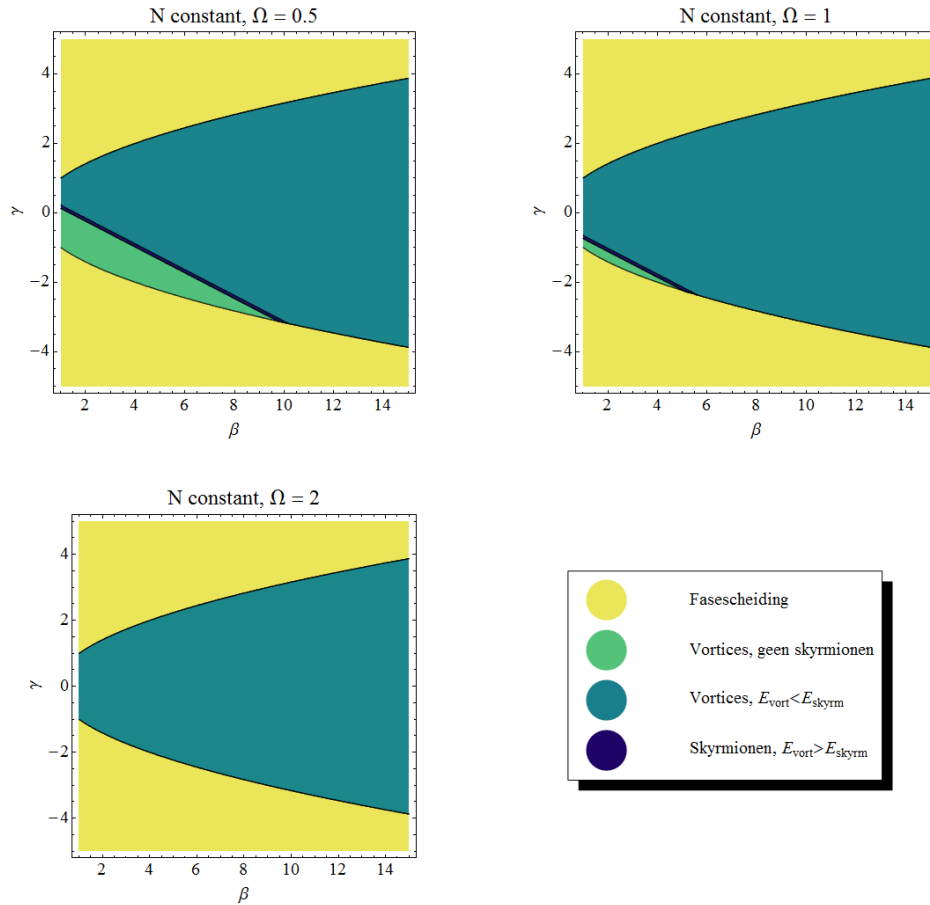 N constant, Ω = 0.5
4
2
0
−2
−4
γ
2
4
6
8
10
12
14
β
N constant, Ω = 1
4
2
0
−2
−4
γ
2
4
6
8
10
12
14
β
N constant, Ω = 2
4
2
0
−2
−4
γ
2
4
6
8
10
12
14
β
Fasescheiding
Vortices, geen skyrmionen
Vortices, E_vort<E_skyrm
Skyrmionen, E_vort>E_skyrm